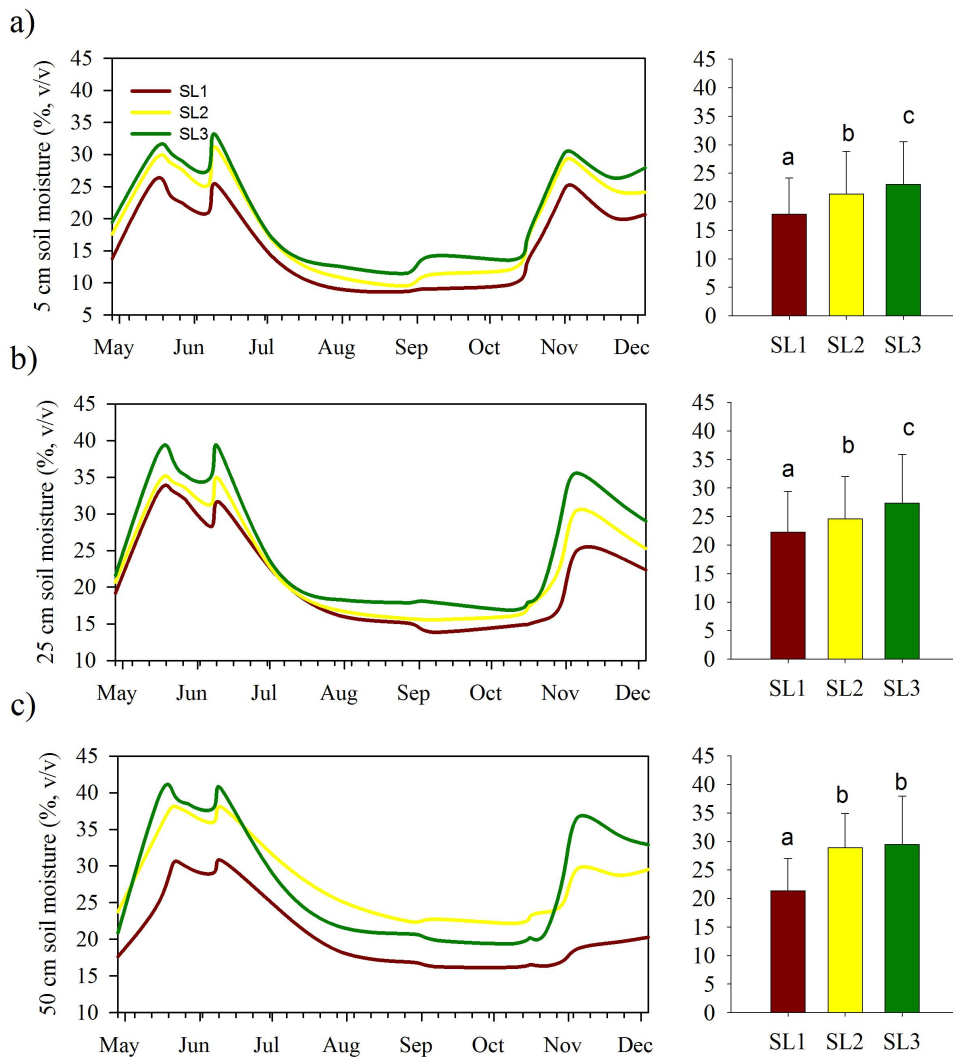 a)
5 cm soil moisture (%, v/v)
45
40
35
30
25
20
15
10
5
SL1
SL2
SL3
May Jun Jul Aug Sep Oct Nov Dec
45
40
35
30
25
20
15
10
5
0
a
b
c
SL1 SL2 SL3
b)
25 cm soil moisture (%, v/v)
45
40
35
30
25
20
15
10
May Jun Jul Aug Sep Oct Nov Dec
45
40
35
30
25
20
15
10
5
0
a
b
c
SL1 SL2 SL3
c)
50 cm soil moisture (%, v/v)
45
40
35
30
25
20
15
10
May Jun Jul Aug Sep Oct Nov Dec
45
40
35
30
25
20
15
10
5
0
a
b
b
SL1 SL2 SL3